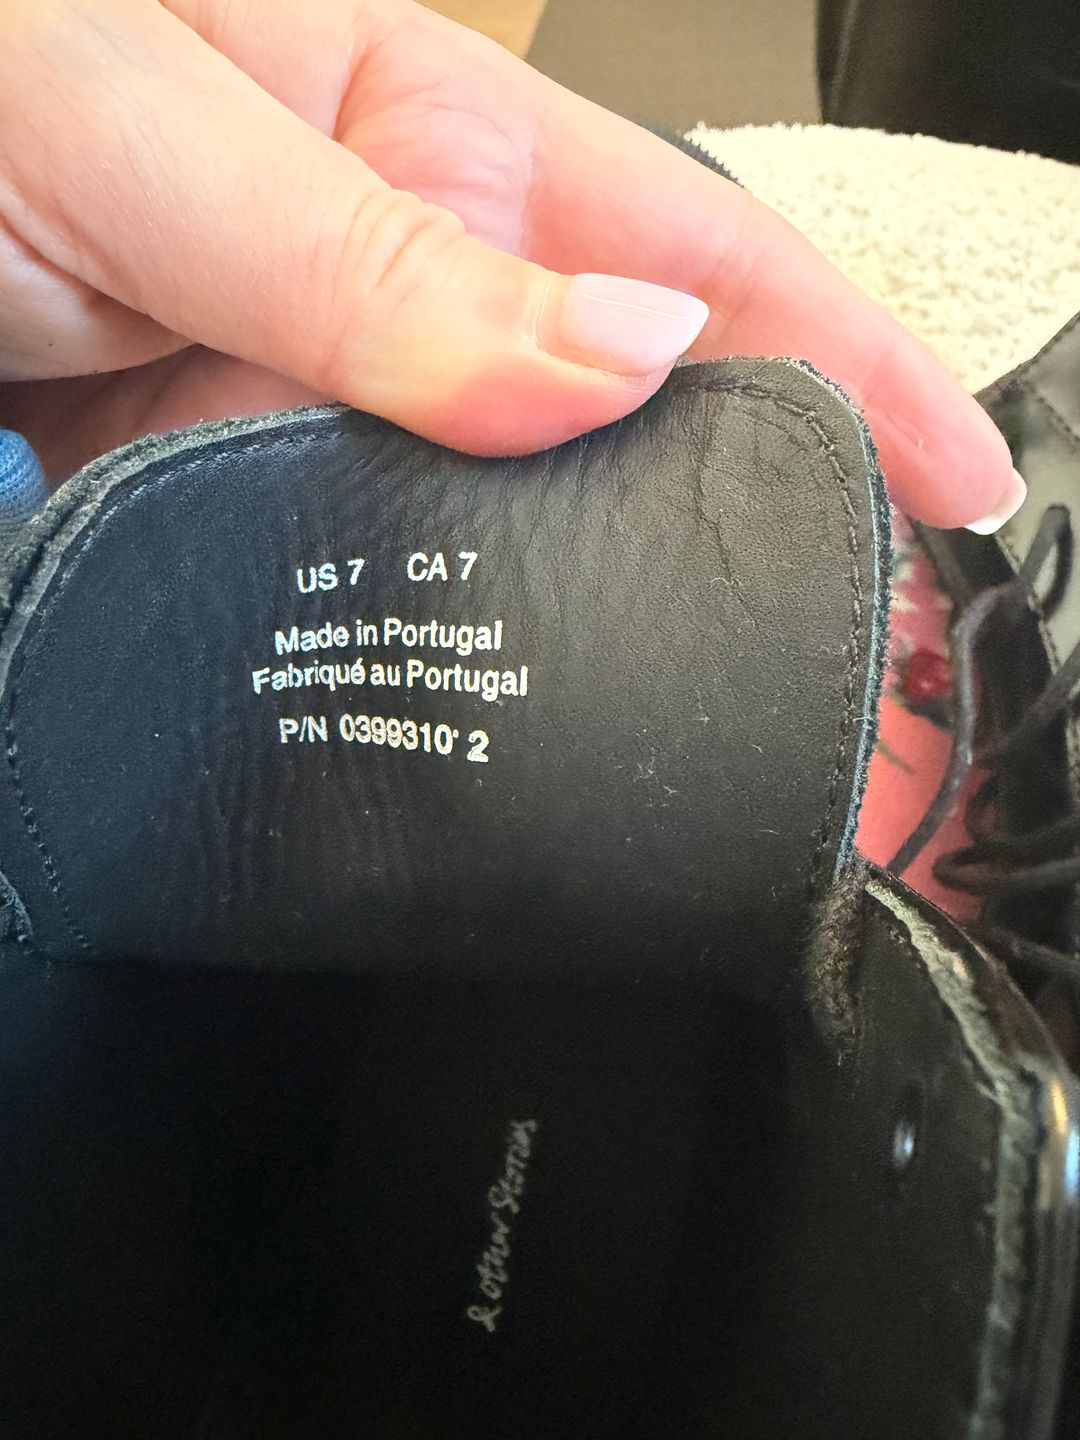 US 7 CA 7
Made in Portugal
Fabriqué au Portugal
P/N 0399310 2
& other Stories